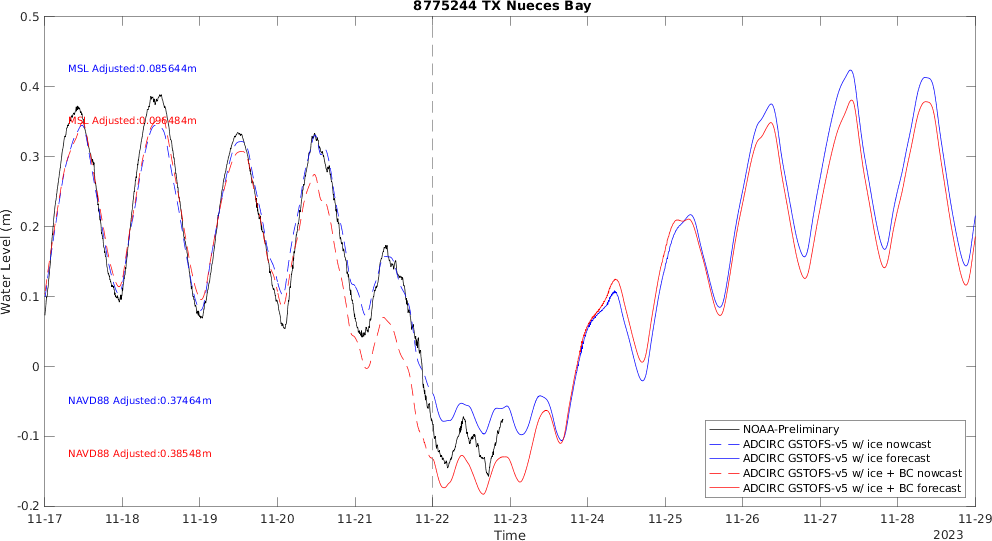 8775244 TX Nueces Bay
0.5
MSL Adjusted:0.085644m
0.4
MSL Adjusted:0.096484m
0.3
0.2
Water Level (m)
0.1
0
NAVD88 Adjusted:0.37464m
-0.1
NAVD88 Adjusted:0.38548m
-0.2
NOAA-Preliminary
ADCIRC GSTOFS-v5 w/ ice nowcast
ADCIRC GSTOFS-v5 w/ ice forecast
ADCIRC GSTOFS-v5 w/ ice + BC nowcast
ADCIRC GSTOFS-v5 w/ ice + BC forecast
11-17 11-18 11-19 11-20 11-21 11-22 11-23 11-24 11-25 11-26 11-27 11-28 11-29
Time
2023